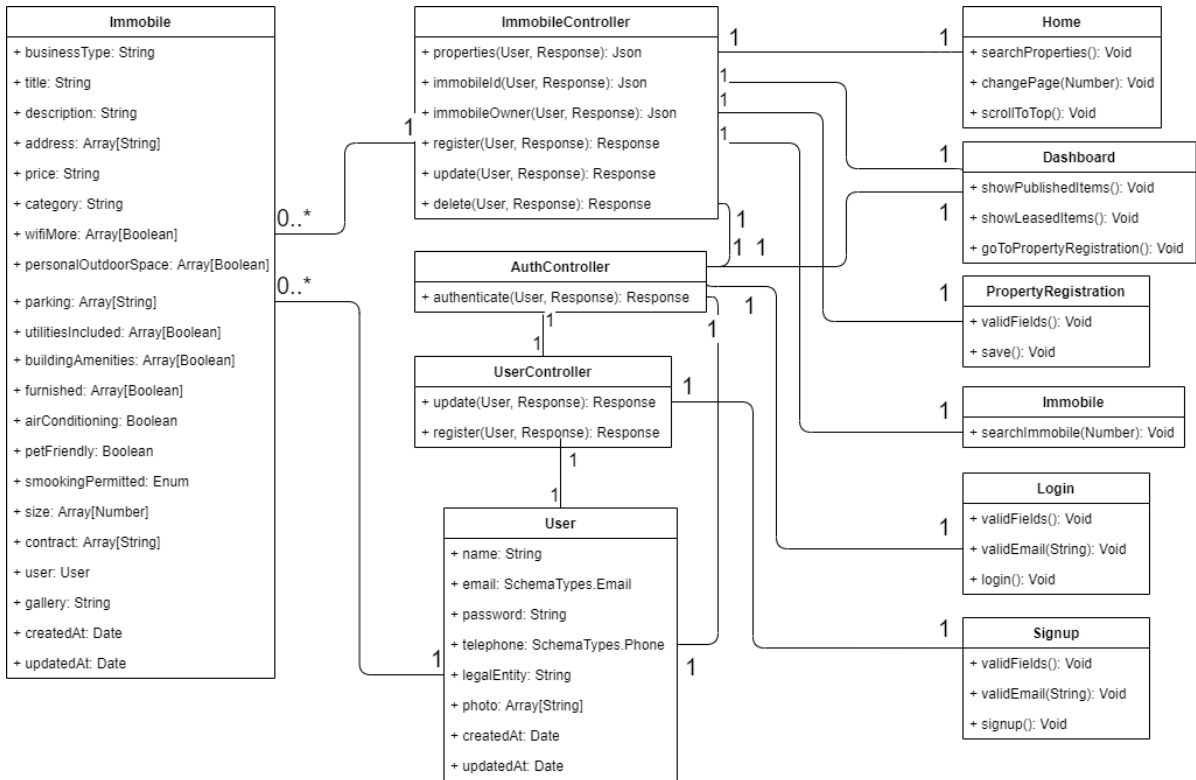 Immobile
+ businessType: String
+ title: String
+ description: String
+ address: Array[String]
+ price: String
+ category: String
+ wifiMore: Array[Boolean]
+ personalOutdoorSpace: Array[Boolean]
+ parking: Array[String]
+ utilitiesIncluded: Array[Boolean]
+ buildingAmenities: Array[Boolean]
+ furnished: Array[Boolean]
+ airConditioning: Boolean
+ petFriendly: Boolean
+ smookingPermitted: Enum
+ size: Array[Number]
+ contract: Array[String]
+ user: User
+ gallery: String
+ createdAt: Date
+ updatedAt: Date
0..*
1
0..*
1
ImmobileController
+ properties(User, Response): Json
+ immobileId(User, Response): Json
+ immobileOwner(User, Response): Json
+ register(User, Response): Response
+ update(User, Response): Response
+ delete(User, Response): Response
1
1
1
1
1
1 1
AuthController
+ authenticate(User, Response): Response
1
1
1
1
UserController
+ update(User, Response): Response
+ register(User, Response): Response
1
1
1
User
+ name: String
+ email: SchemaTypes.Email
+ password: String
+ telephone: SchemaTypes.Phone
+ legalEntity: String
+ photo: Array[String]
+ createdAt: Date
+ updatedAt: Date
1
1
Home
+ searchProperties(): Void
+ changePage(Number): Void
+ scrollToTop(): Void
1
1
Dashboard
+ showPublishedItems(): Void
+ showLeasedItems(): Void
+ goToPropertyRegistration(): Void
1
PropertyRegistration
+ validFields(): Void
+ save(): Void
1
Immobile
+ searchImmobile(Number): Void
1
Login
+ validFields(): Void
+ validEmail(String): Void
+ login(): Void
1
Signup
+ validFields(): Void
+ validEmail(String): Void
+ signup(): Void